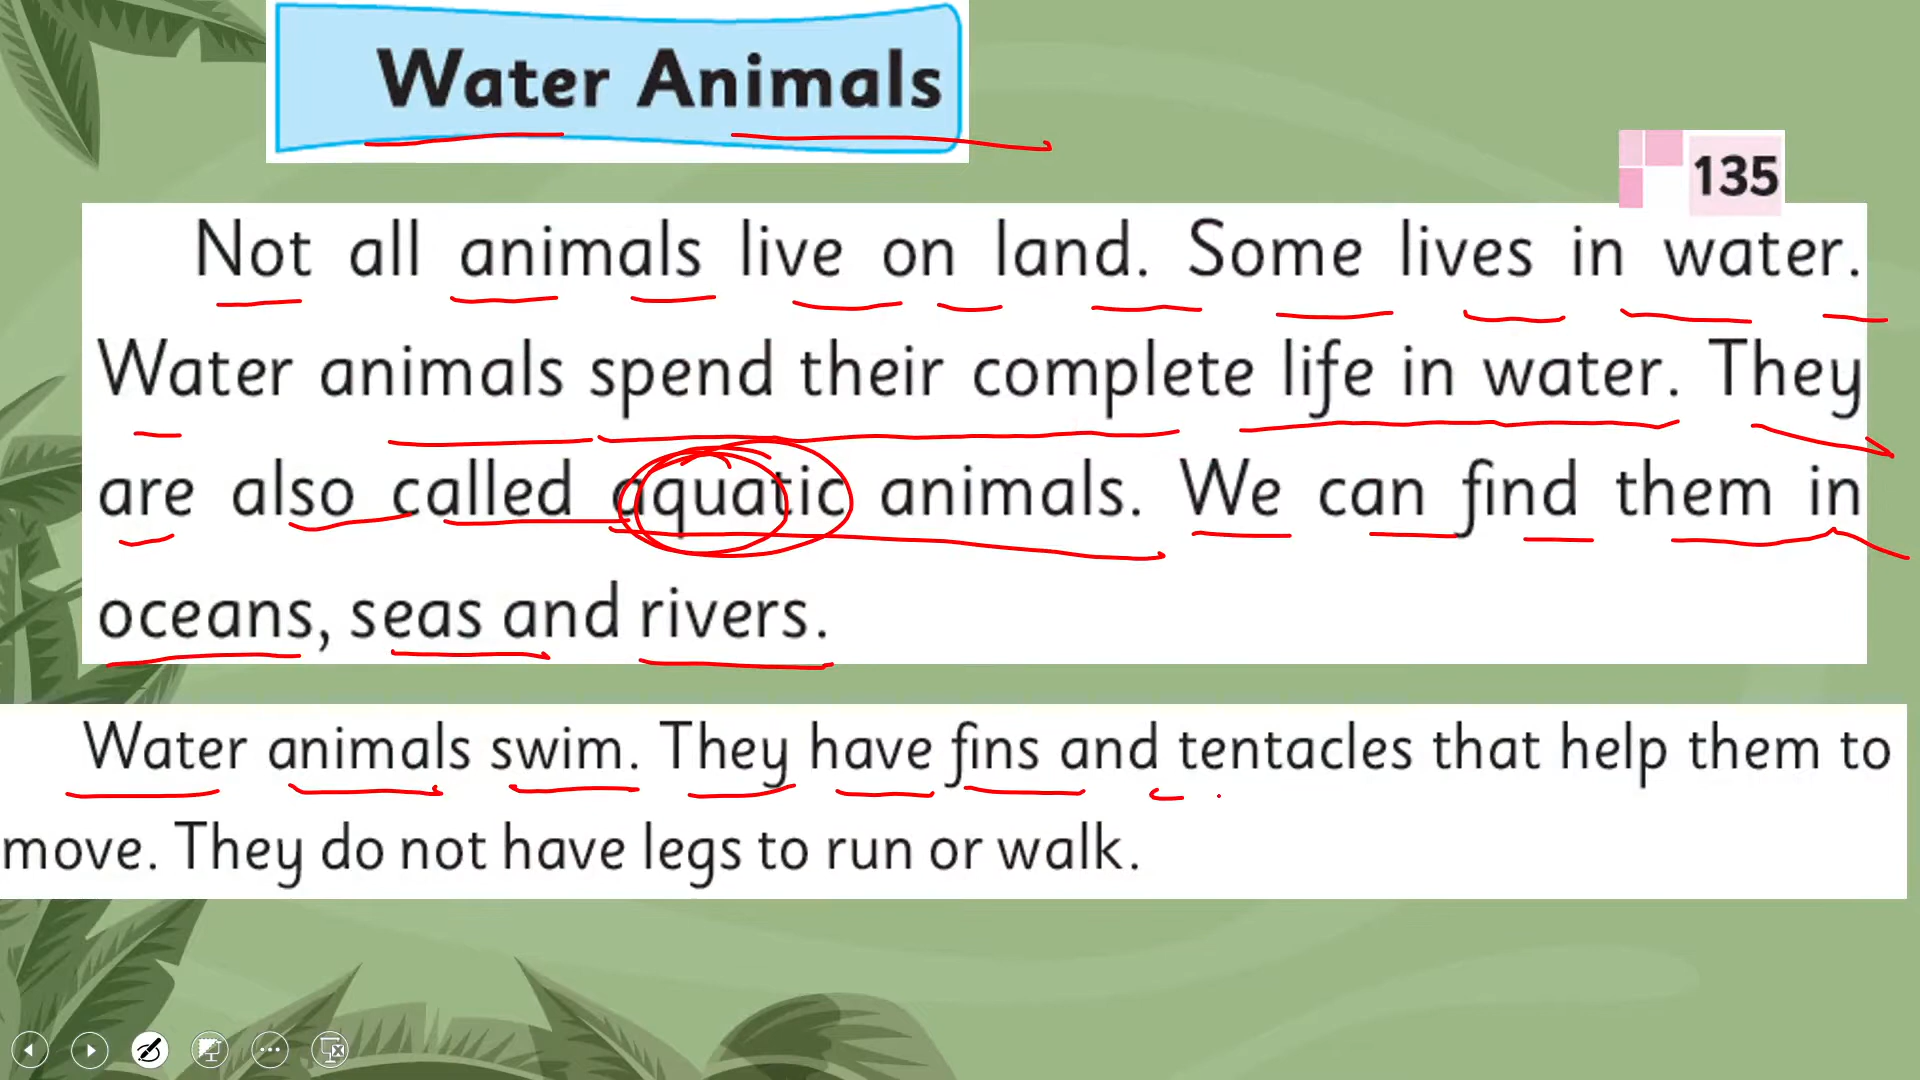 Water Animals
135
Not all animals live on land. Some lives in water.
Water animals spend their complete life in water. They
are also called aquatic animals. We can find them in
oceans, seas and rivers.
Water animals swim. They have fins and tentacles that help them to
move. They do not have legs to run or walk.